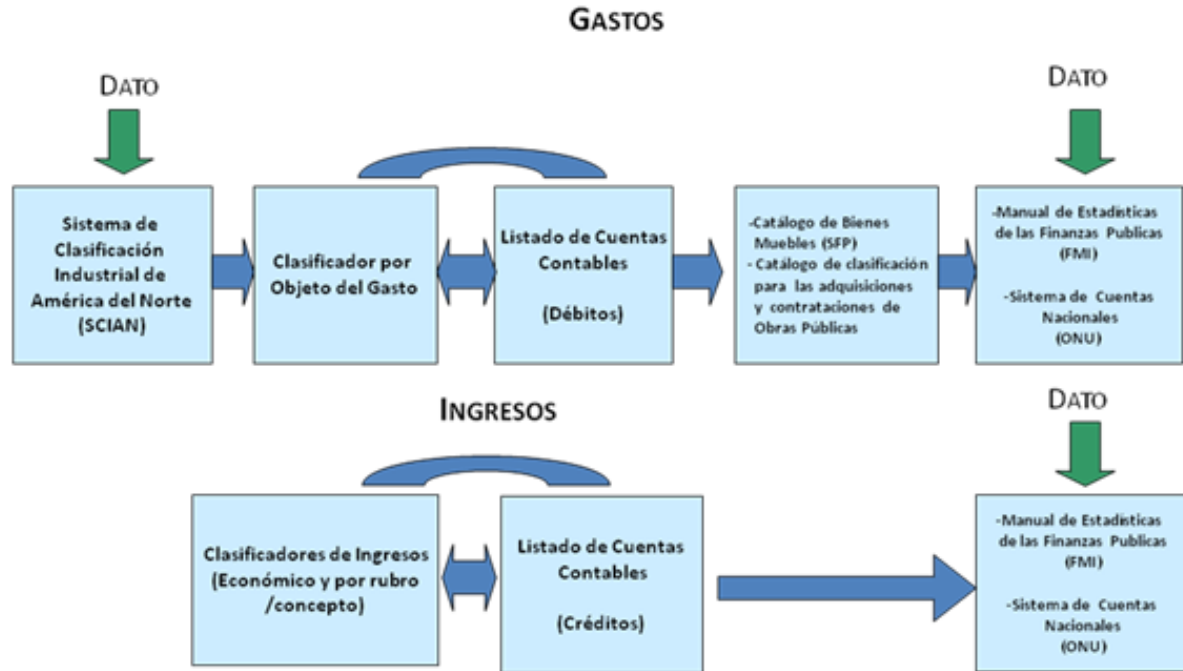 GASTOS
DATO
DATO
Sistema de
Clasificación
Industrial de
América del Norte
(SCIAN)
Clasificador por
Objeto del Gasto
Listado de Cuentas
Contables
(Débitos)
-Catálogo de Bienes
Muebles (SFP)
- Catálogo de clasificación
para las adquisiciones
y contrataciones de
Obras Públicas
-Manual de Estadísticas
de las Finanzas Publicas
(FMI)
-Sistema de Cuentas
Nacionales
(ONU)
INGRESOS
DATO
Clasificadores de Ingresos
(Económico y por rubro
/concepto)
Listado de Cuentas
Contables
(Créditos)
-Manual de Estadísticas
de las Finanzas Publicas
(FMI)
-Sistema de Cuentas
Nacionales
(ONU)